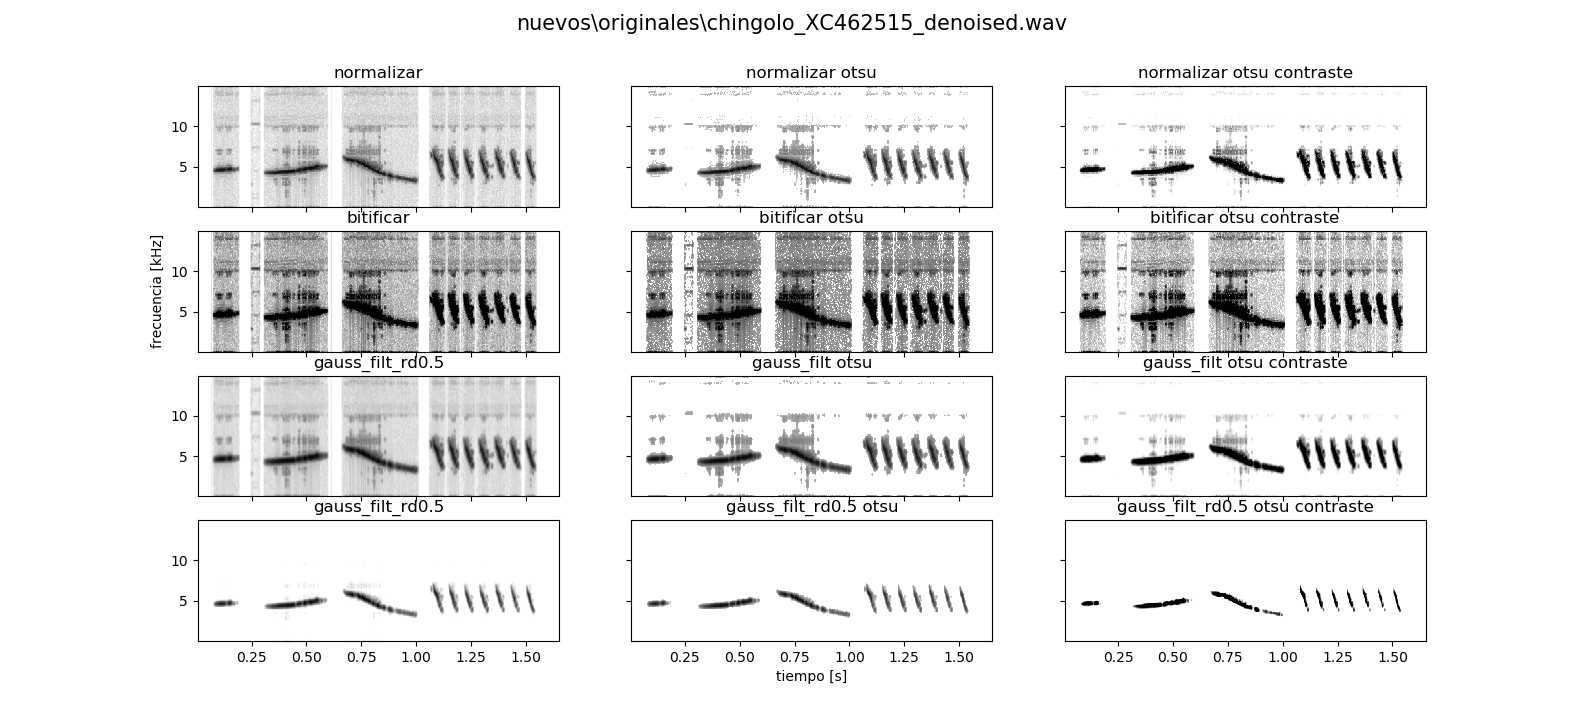 nuevos\originales\chingolo_XC462515_denoised.wav
normalizar
normalizar otsu
normalizar otsu contraste
10
5
bitificar
bitificar otsu
bitificar otsu contraste
frecuencia [kHz]
10
5
gauss_filt_rd0.5
gauss_filt otsu
gauss_filt otsu contraste
10
5
gauss_filt_rd0.5
gauss_filt_rd0.5 otsu
gauss_filt_rd0.5 otsu contraste
10
5
0.25 0.50 0.75 1.00 1.25 1.50
0.25 0.50 0.75 1.00 1.25 1.50
0.25 0.50 0.75 1.00 1.25 1.50
tiempo [s]